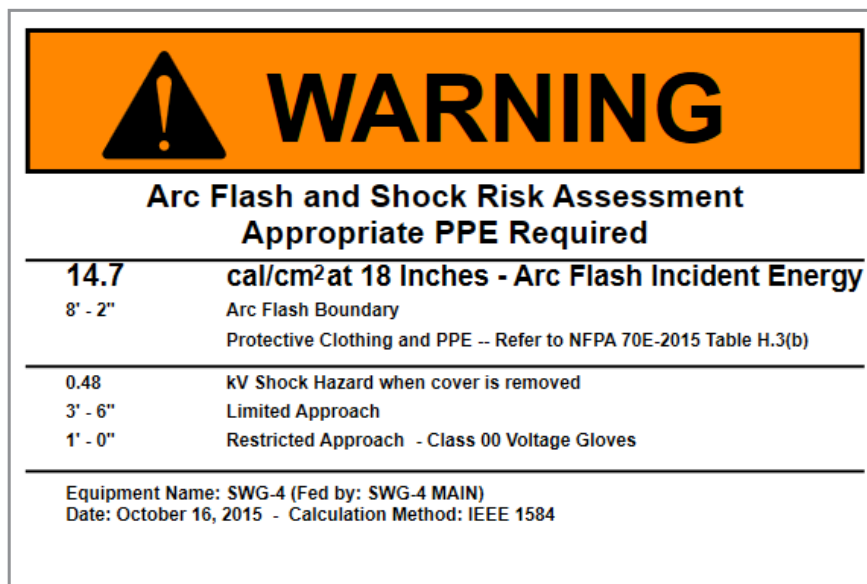 WARNING
Arc Flash and Shock Risk Assessment
Appropriate PPE Required
14.7 cal/cm² at 18 Inches - Arc Flash Incident Energy
8' - 2" Arc Flash Boundary
Protective Clothing and PPE -- Refer to NFPA 70E-2015 Table H.3(b)
0.48 kV Shock Hazard when cover is removed
3' - 6" Limited Approach
1' - 0" Restricted Approach - Class 00 Voltage Gloves
Equipment Name: SWG-4 (Fed by: SWG-4 MAIN)
Date: October 16, 2015 - Calculation Method: IEEE 1584